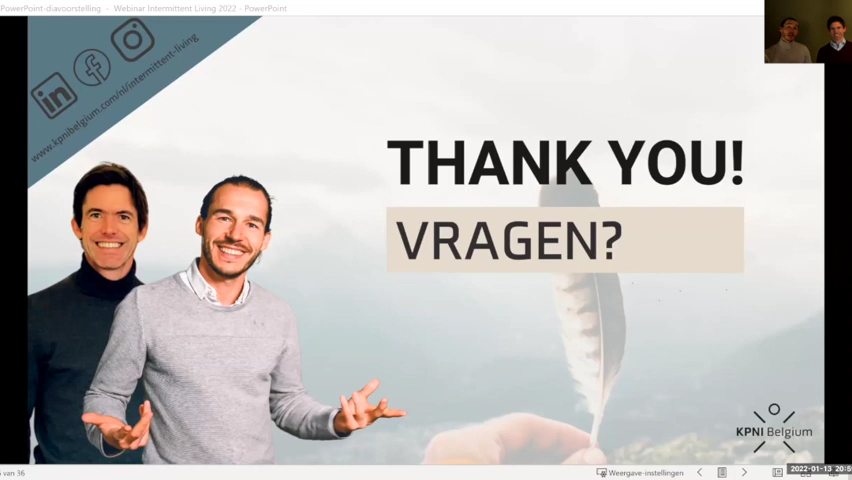 PowerPoint-diavoorstelling - Webinar Intermittent Living 2022 - PowerPoint
in
www.kpnibelgium.com/nl/intermittent-living
THANK YOU!
VRAGEN?
KPNI Belgium
van 36
Weergave-instellingen
2022-01-13